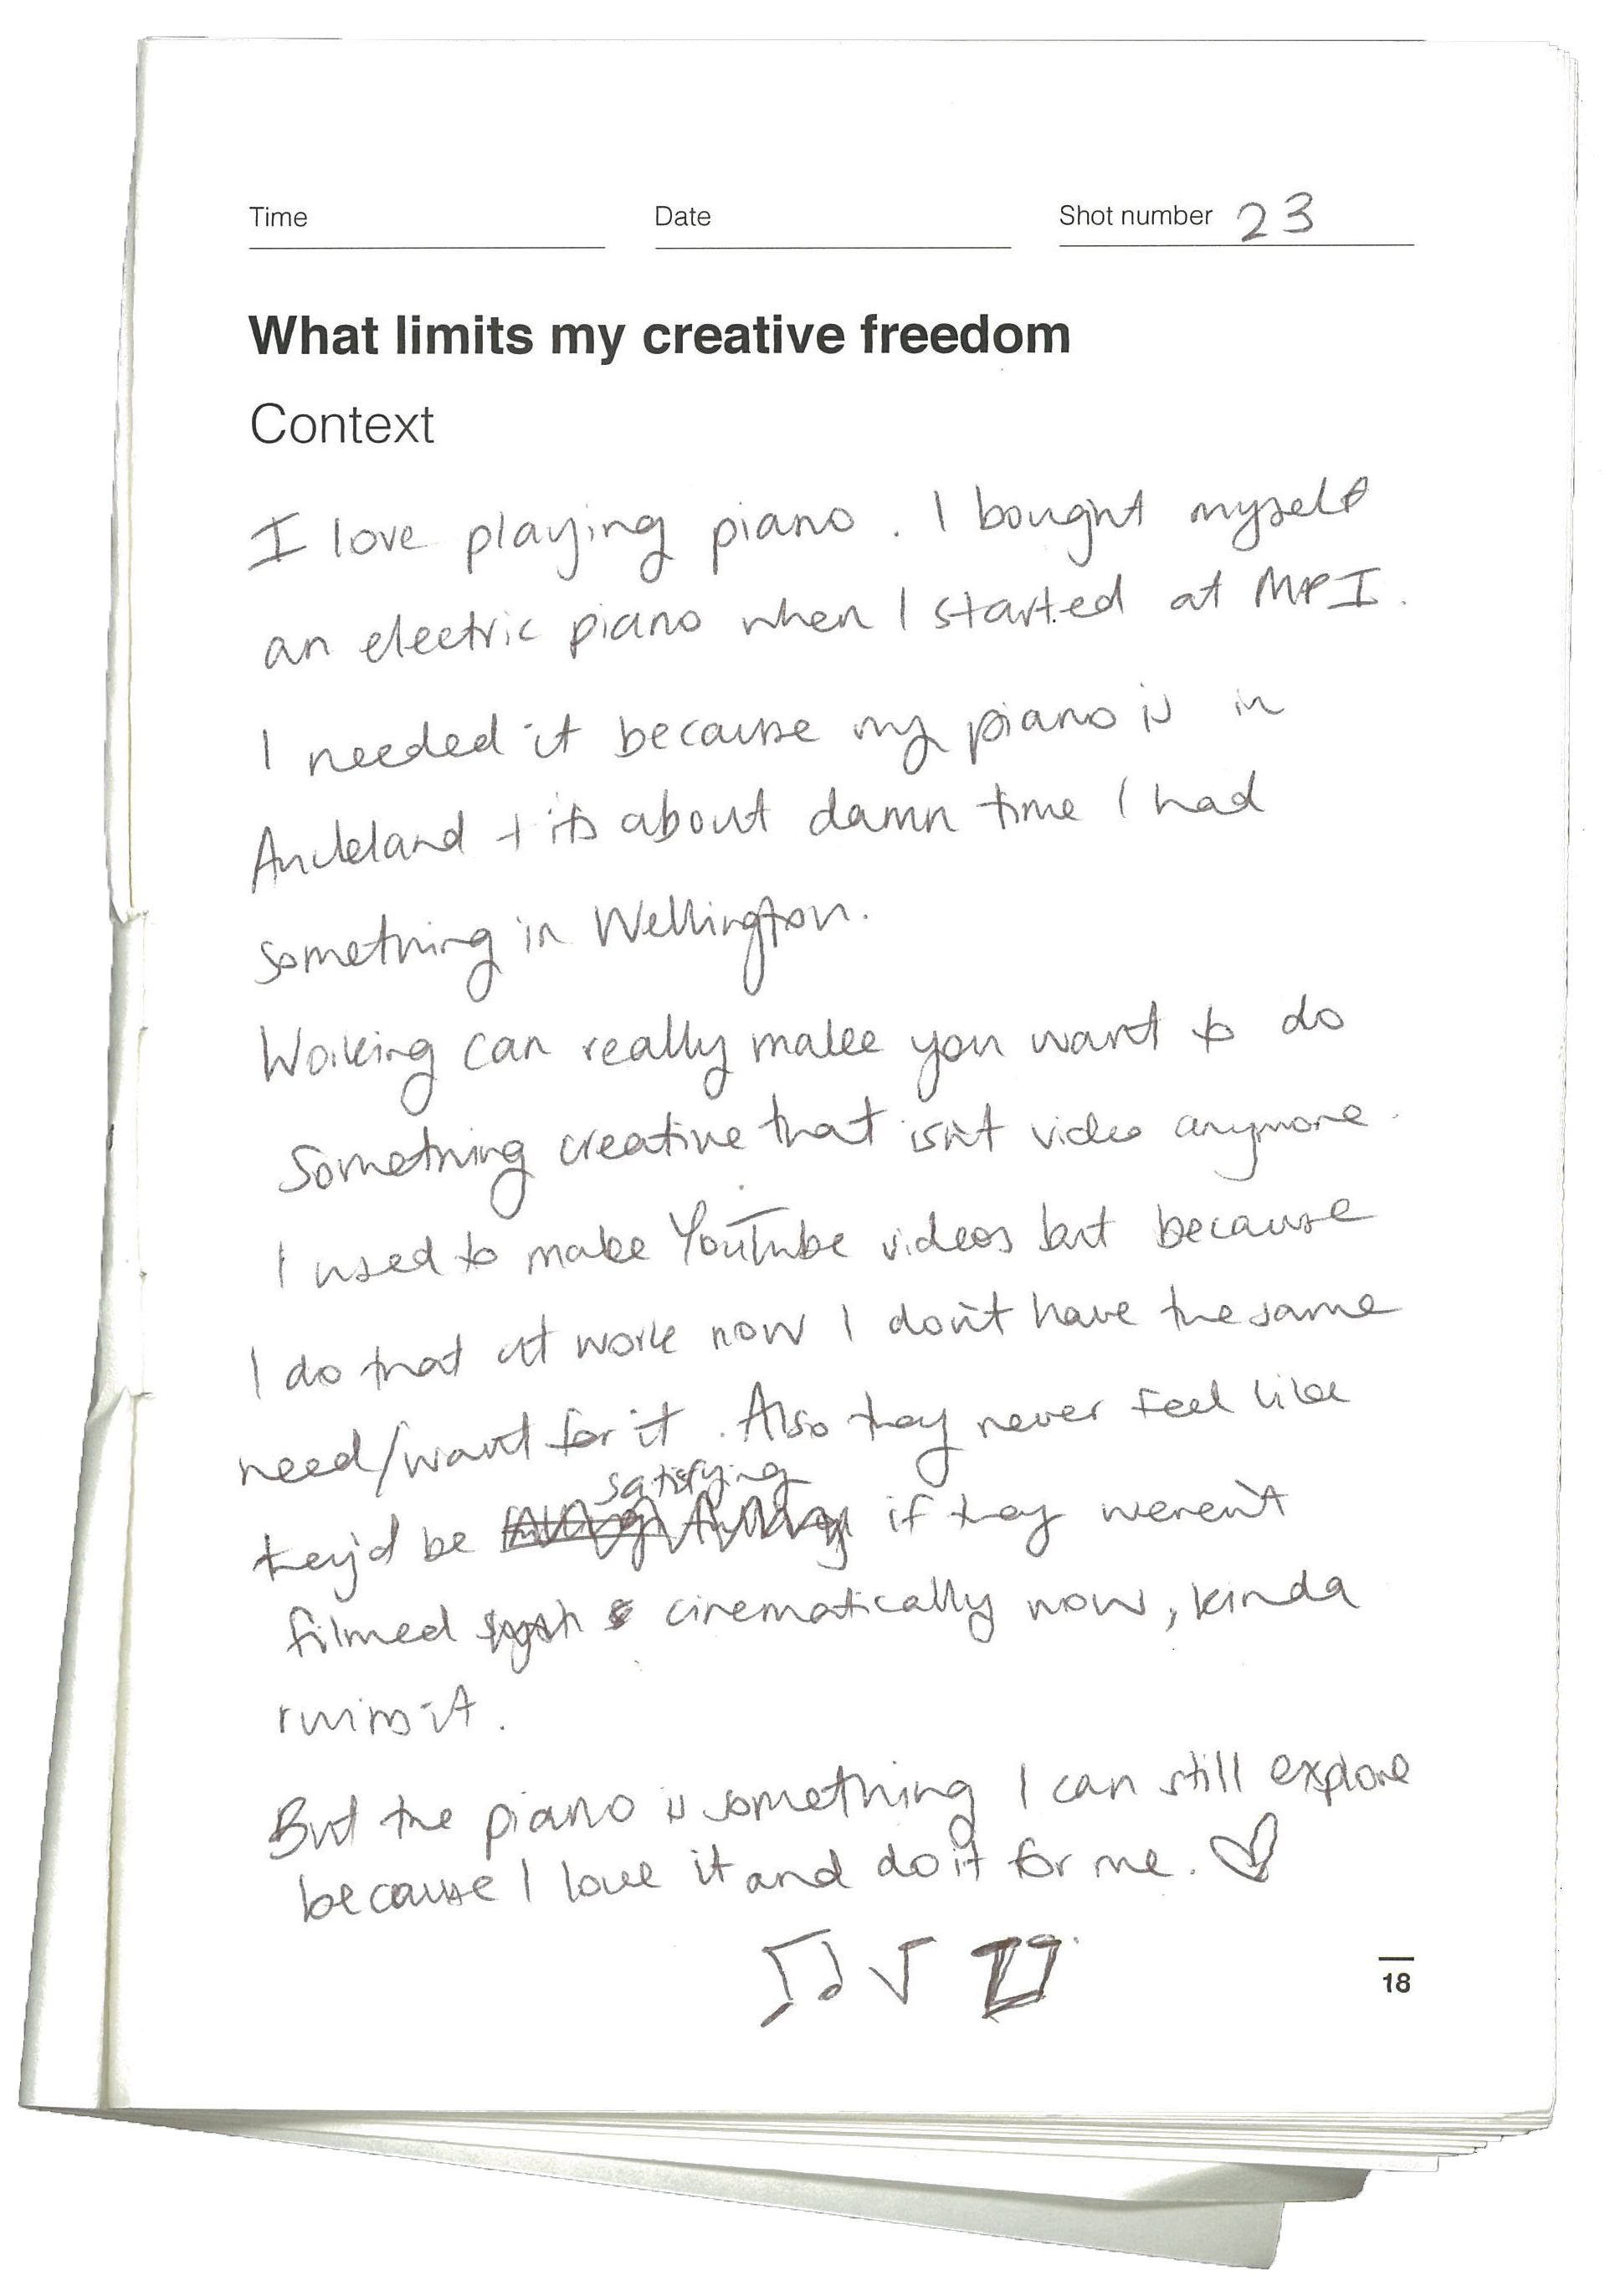 Time Date Shot number 23
What limits my creative freedom
Context
I love playing piano. I bought myself
an electric piano when I started at MPI.
I needed it because my piano is in
Auckland + its about damn time I had
something in Wellington.
Working can really make you want to do
something creative that isn't video anymore.
I used to make YouTube videos but because
I do that at work now I don't have the same
need/want for it. Also they never feel like
satisfying
they'd be if they weren't
filmed cinematically now, kinda
ruins it.
But the piano is something I can still explore
because I love it and do it for me.
18